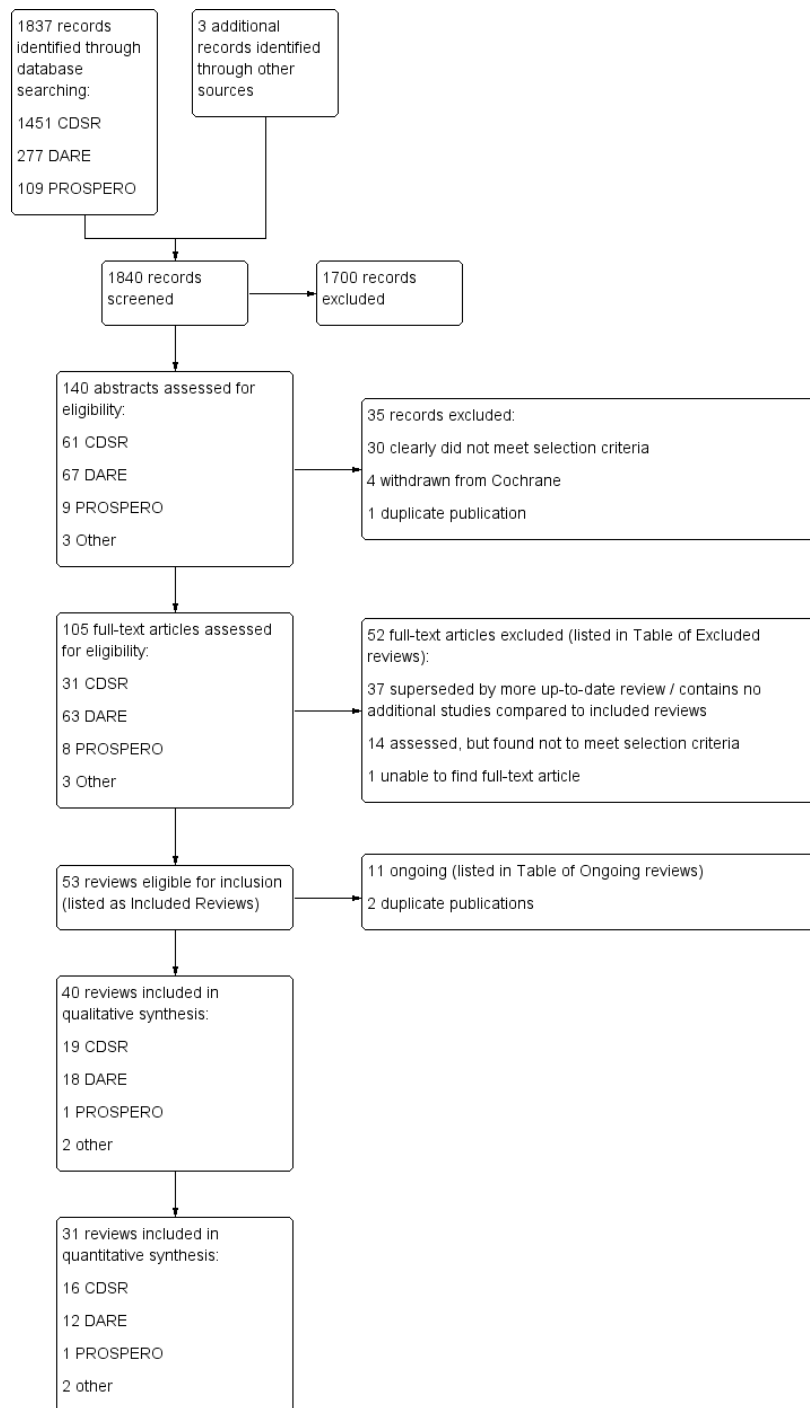 1837 records
identified through
database
searching:
1451 CDSR
277 DARE
109 PROSPERO
3 additional
records identified
through other
sources
1840 records
screened
1700 records
excluded
140 abstracts assessed for
eligibility:
61 CDSR
67 DARE
9 PROSPERO
3 Other
35 records excluded:
30 clearly did not meet selection criteria
4 withdrawn from Cochrane
1 duplicate publication
105 full-text articles assessed
for eligibility:
31 CDSR
63 DARE
8 PROSPERO
3 Other
52 full-text articles excluded (listed in Table of Excluded
reviews):
37 superseded by more up-to-date review / contains no
additional studies compared to included reviews
14 assessed, but found not to meet selection criteria
1 unable to find full-text article
53 reviews eligible for inclusion
(listed as Included Reviews)
11 ongoing (listed in Table of Ongoing reviews)
2 duplicate publications
40 reviews included in
qualitative synthesis:
19 CDSR
18 DARE
1 PROSPERO
2 other
31 reviews included in
quantitative synthesis:
16 CDSR
12 DARE
1 PROSPERO
2 other